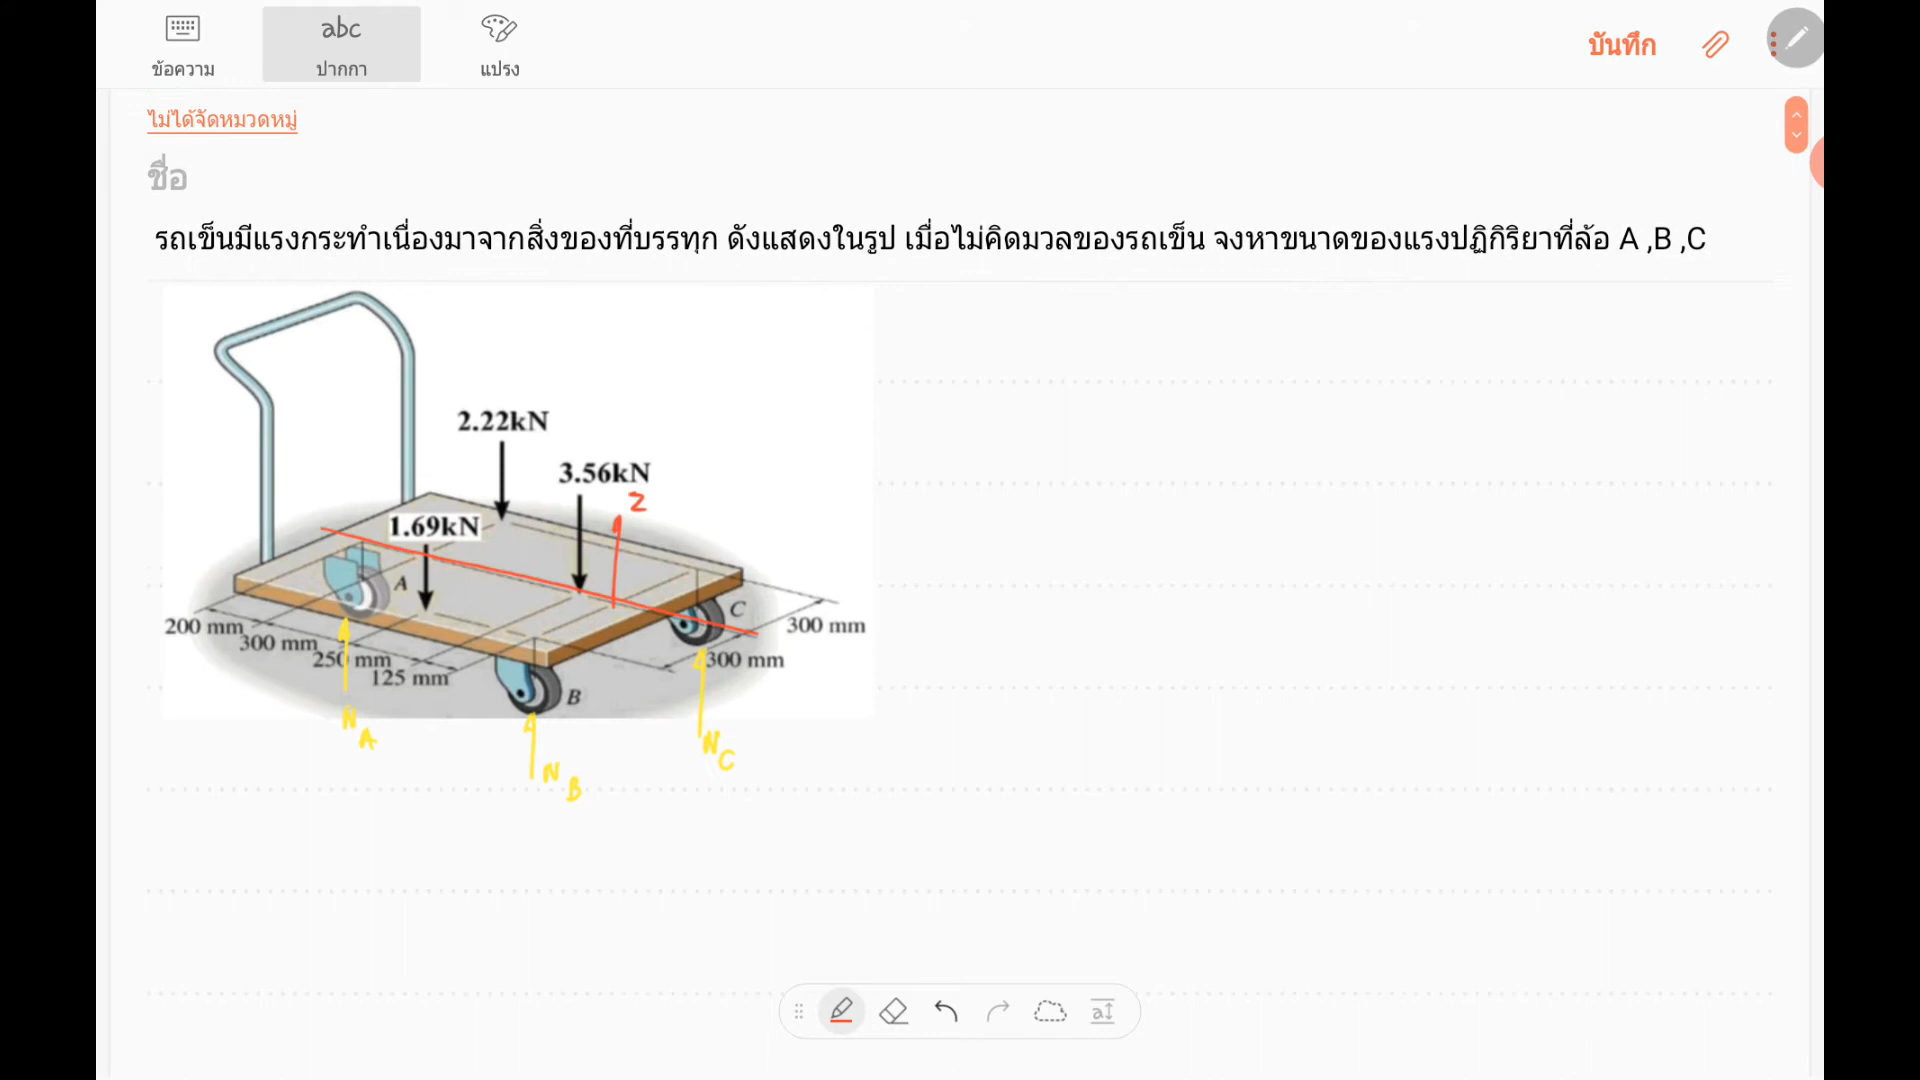 ข้อความ
abc
ปากกา
แปรง
บันทึก
ไม่ได้จัดหมวดหมู่
ชื่อ
รถเข็นมีแรงกระทำเนื่องมาจากสิ่งของที่บรรทุก ดังแสดงในรูป เมื่อไม่คิดมวลของรถเข็น จงหาขนาดของแรงปฏิกิริยาที่ล้อ A ,B ,C
2.22kN
3.56kN
z
1.69kN
A
C
200 mm
300 mm
250 mm
125 mm
300 mm
300 mm
B
N A
N B
N C
a